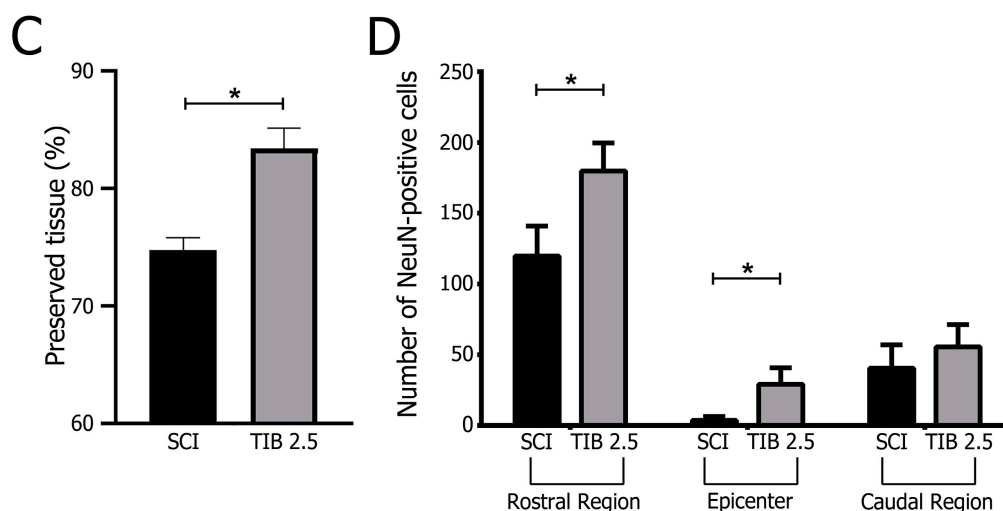 C
Preserved tissue (%)
90
80
70
60
*
SCI
TIB 2.5
D
Number of NeuN-positive cells
250
200
150
100
50
0
*
*
SCI TIB 2.5
SCI TIB 2.5
SCI TIB 2.5
Rostral Region
Epicenter
Caudal Region